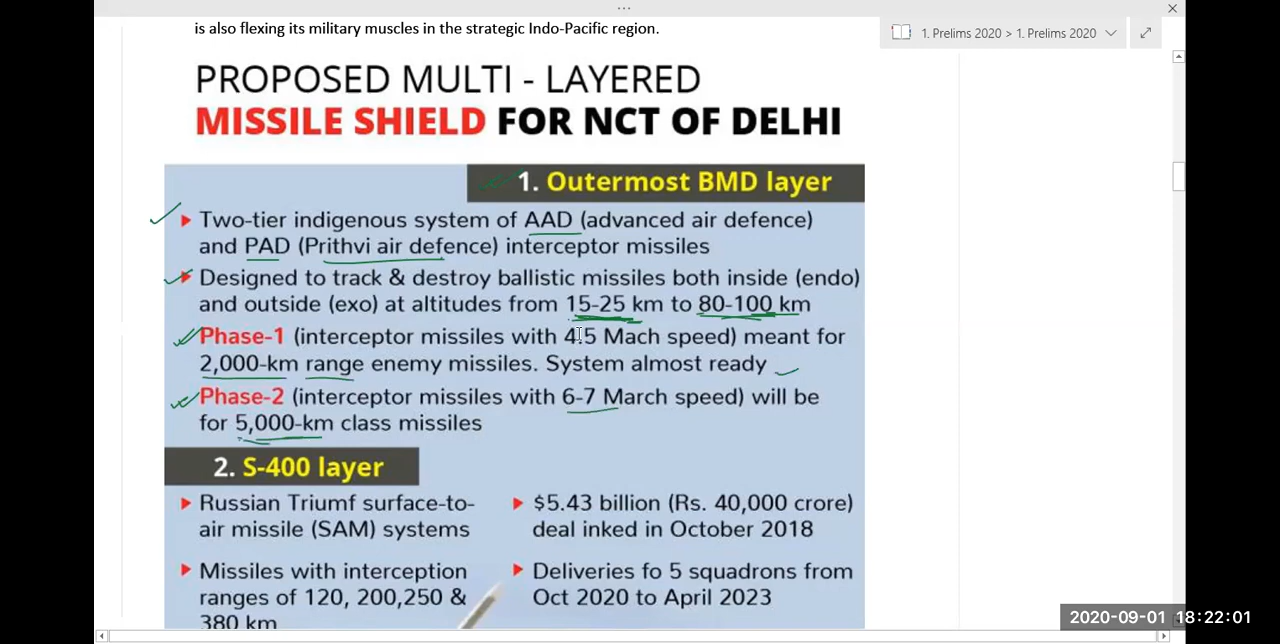 is also flexing its military muscles in the strategic Indo-Pacific region.
1. Prelims 2020 > 1. Prelims 2020
PROPOSED MULTI - LAYERED
MISSILE SHIELD FOR NCT OF DELHI
1. Outermost BMD layer
Two-tier indigenous system of AAD (advanced air defence)
and PAD (Prithvi air defence) interceptor missiles
Designed to track & destroy ballistic missiles both inside (endo)
and outside (exo) at altitudes from 15-25 km to 80-100 km
Phase-1 (interceptor missiles with 4.5 Mach speed) meant for
2,000-km range enemy missiles. System almost ready
Phase-2 (interceptor missiles with 6-7 March speed) will be
for 5,000-km class missiles
2. S-400 layer
Russian Triumf surface-to-
air missile (SAM) systems
Missiles with interception
ranges of 120, 200,250 &
380 km
$5.43 billion (Rs. 40,000 crore)
deal inked in October 2018
Deliveries fo 5 squadrons from
Oct 2020 to April 2023
2020-09-01 18:22:01